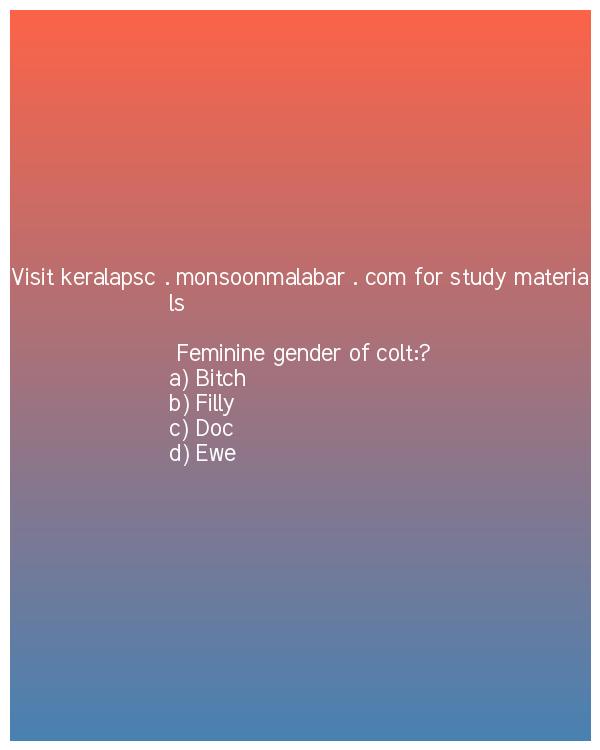 Visit keralapsc . monsoonmalabar . com for study materia
ls
Feminine gender of colt:?
a) Bitch
b) Filly
c) Doc
d) Ewe